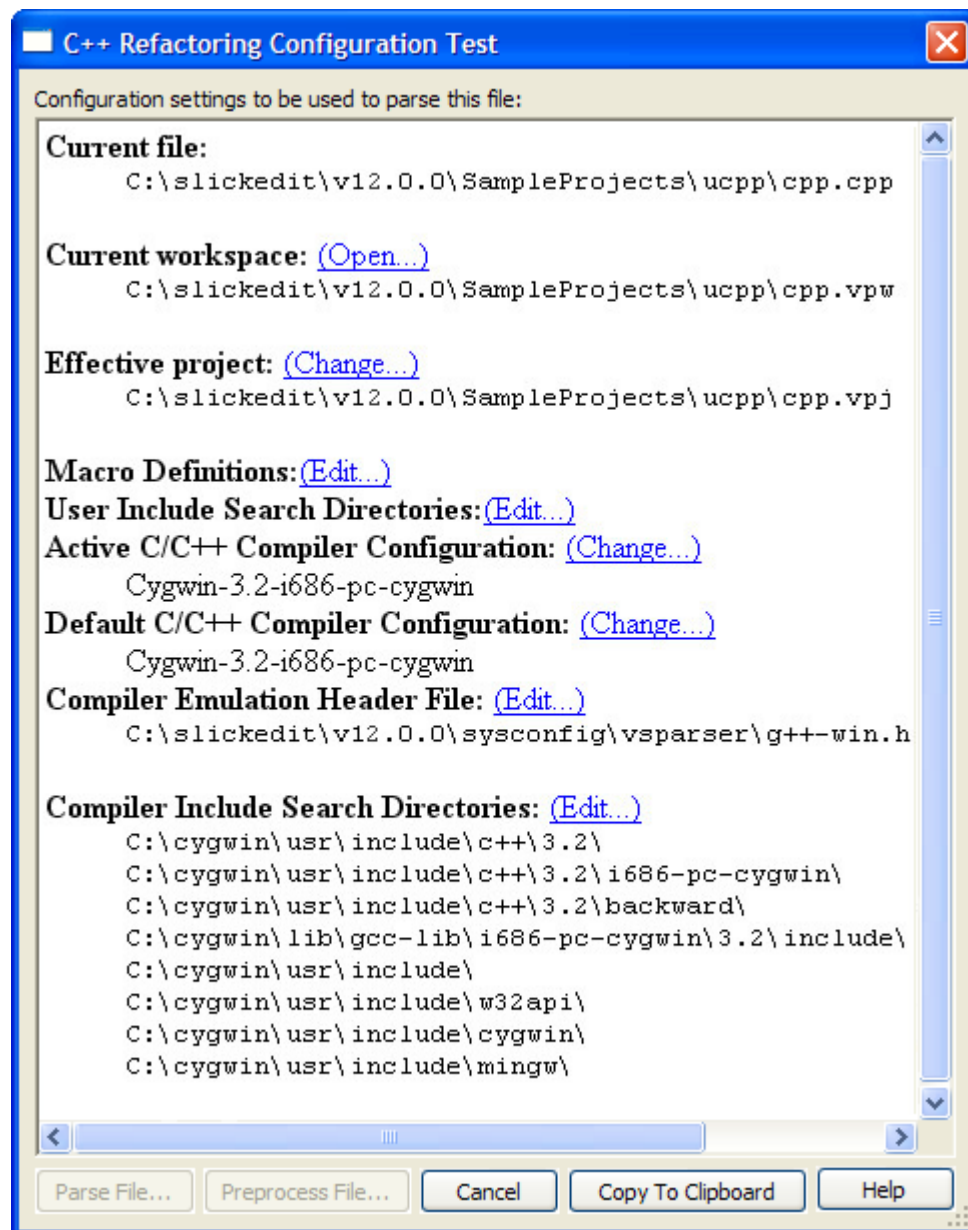 C++ Refactoring Configuration Test
Configuration settings to be used to parse this file:
Current file:
C:\slickedit\v12.0.0\SampleProjects\ucpp\cpp.cpp
Current workspace: (Open...)
C:\slickedit\v12.0.0\SampleProjects\ucpp\cpp.vpw
Effective project: (Change...)
C:\slickedit\v12.0.0\SampleProjects\ucpp\cpp.vpj
Macro Definitions:(Edit...)
User Include Search Directories:(Edit...)
Active C/C++ Compiler Configuration: (Change...)
Cygwin-3.2-i686-pc-cygwin
Default C/C++ Compiler Configuration: (Change...)
Cygwin-3.2-i686-pc-cygwin
Compiler Emulation Header File: (Edit...)
C:\slickedit\v12.0.0\sysconfig\vsparser\g++-win.h
Compiler Include Search Directories: (Edit...)
C:\cygwin\usr\include\c++\3.2\
C:\cygwin\usr\include\c++\3.2\i686-pc-cygwin\
C:\cygwin\usr\include\c++\3.2\backward\
C:\cygwin\lib\gcc-lib\i686-pc-cygwin\3.2\include\
C:\cygwin\usr\include\
C:\cygwin\usr\include\w32api\
C:\cygwin\usr\include\cygwin\
C:\cygwin\usr\include\mingw\
Parse File... Preprocess File... Cancel Copy To Clipboard Help